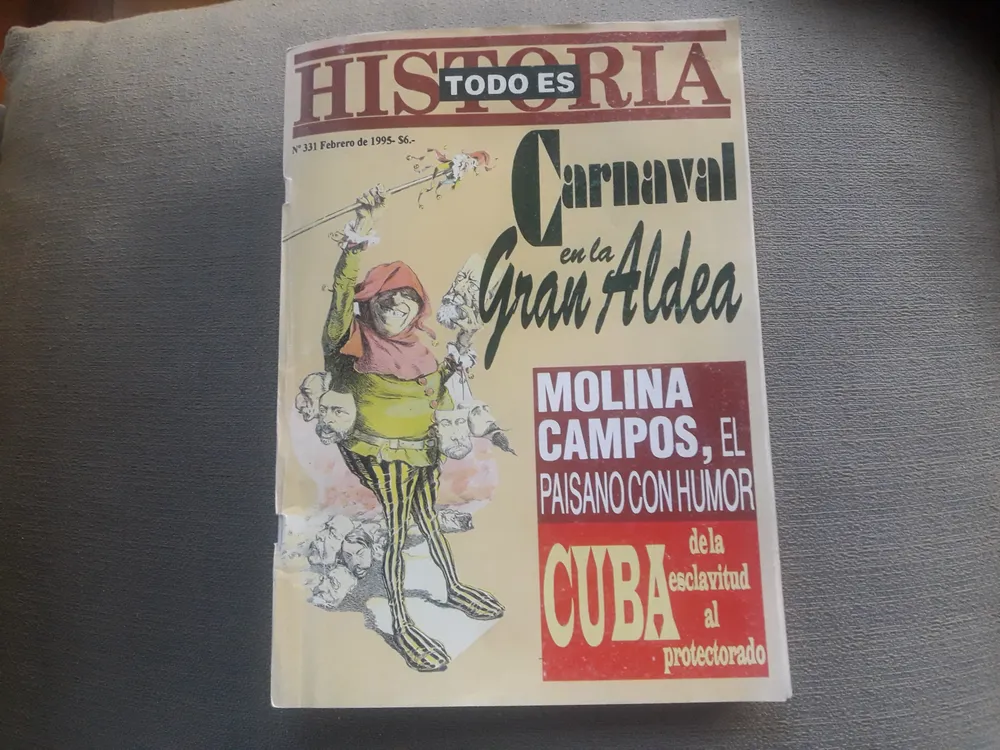 HISTORIA
TODO ES
Nº 331 Febrero de 1995- $6.-
Carnaval
en la
Gran Aldea
MOLINA
CAMPOS, EL
PAISANO CON HUMOR
CUBA
de la
esclavitud
al
protectorado